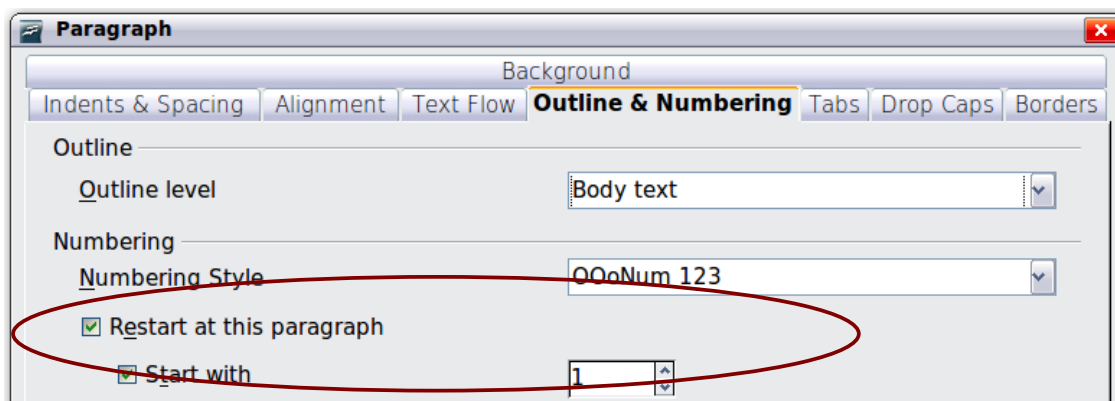 Paragraph
Background
Indents & Spacing Alignment Text Flow Outline & Numbering Tabs Drop Caps Borders
Outline
Outline level Body text
Numbering
Numbering Style OOoNum 123
Restart at this paragraph
Start with 1